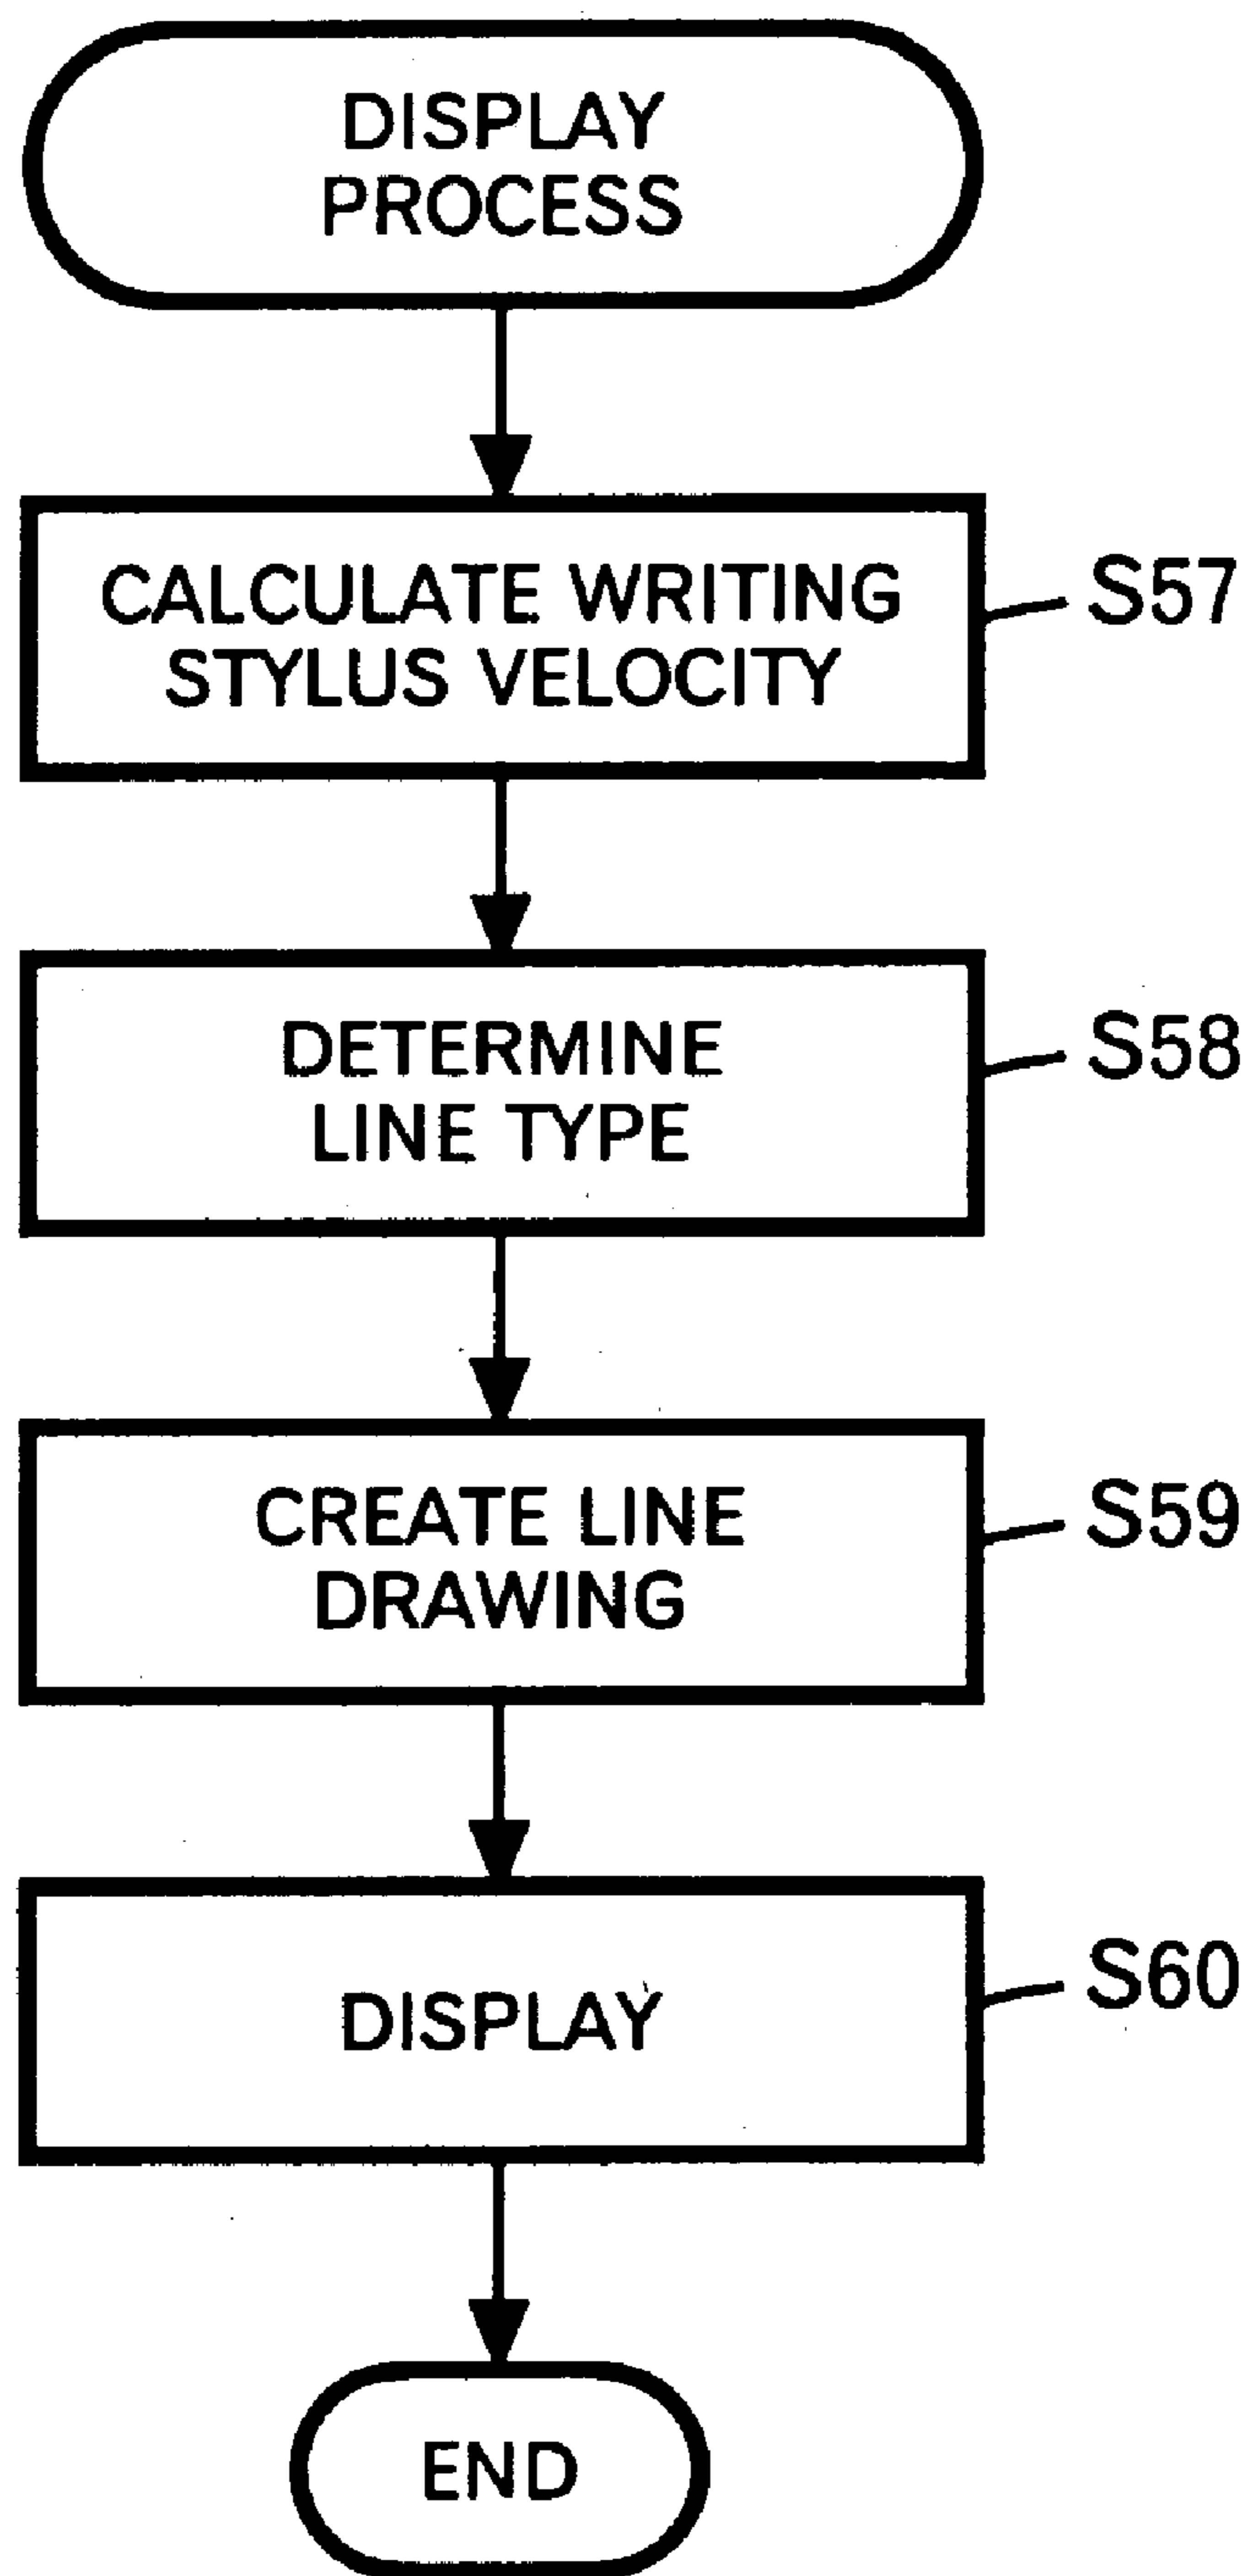 DISPLAY
PROCESS
CALCULATE WRITING
STYLUS VELOCITY
S57
DETERMINE
LINE TYPE
S58
CREATE LINE
DRAWING
S59
DISPLAY
S60
END